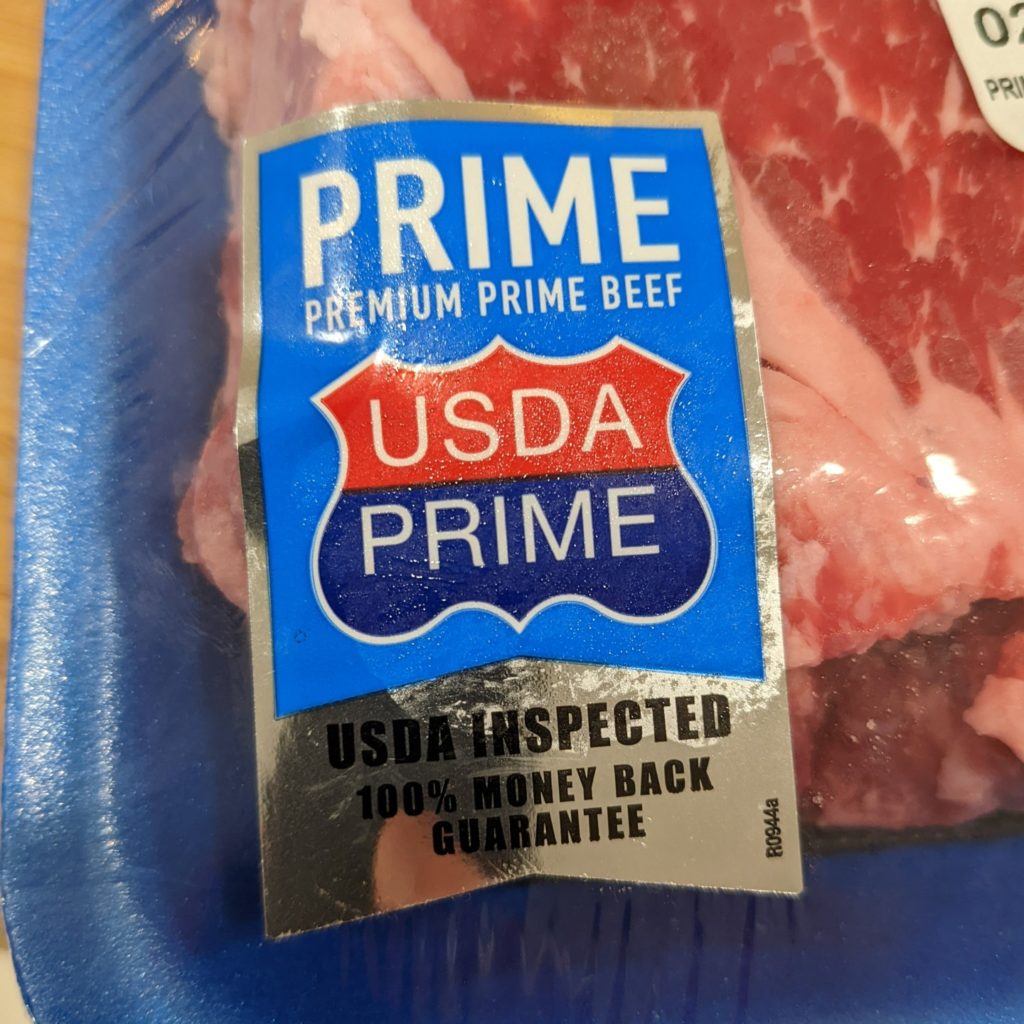 PRIME
PREMIUM PRIME BEEF
USDA
PRIME
USDA INSPECTED
100% MONEY BACK
GUARANTEE
R0944a